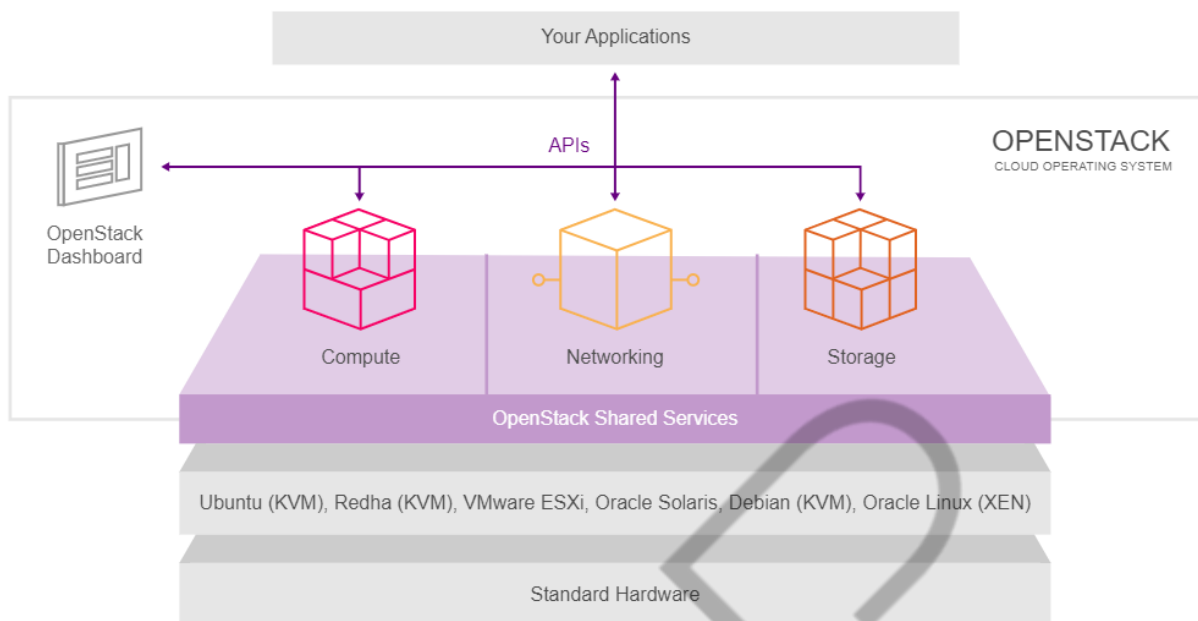 Your Applications
APIs
OPENSTACK
CLOUD OPERATING SYSTEM
OpenStack
Dashboard
Compute
Networking
Storage
OpenStack Shared Services
Ubuntu (KVM), Redha (KVM), VMware ESXi, Oracle Solaris, Debian (KVM), Oracle Linux (XEN)
Standard Hardware